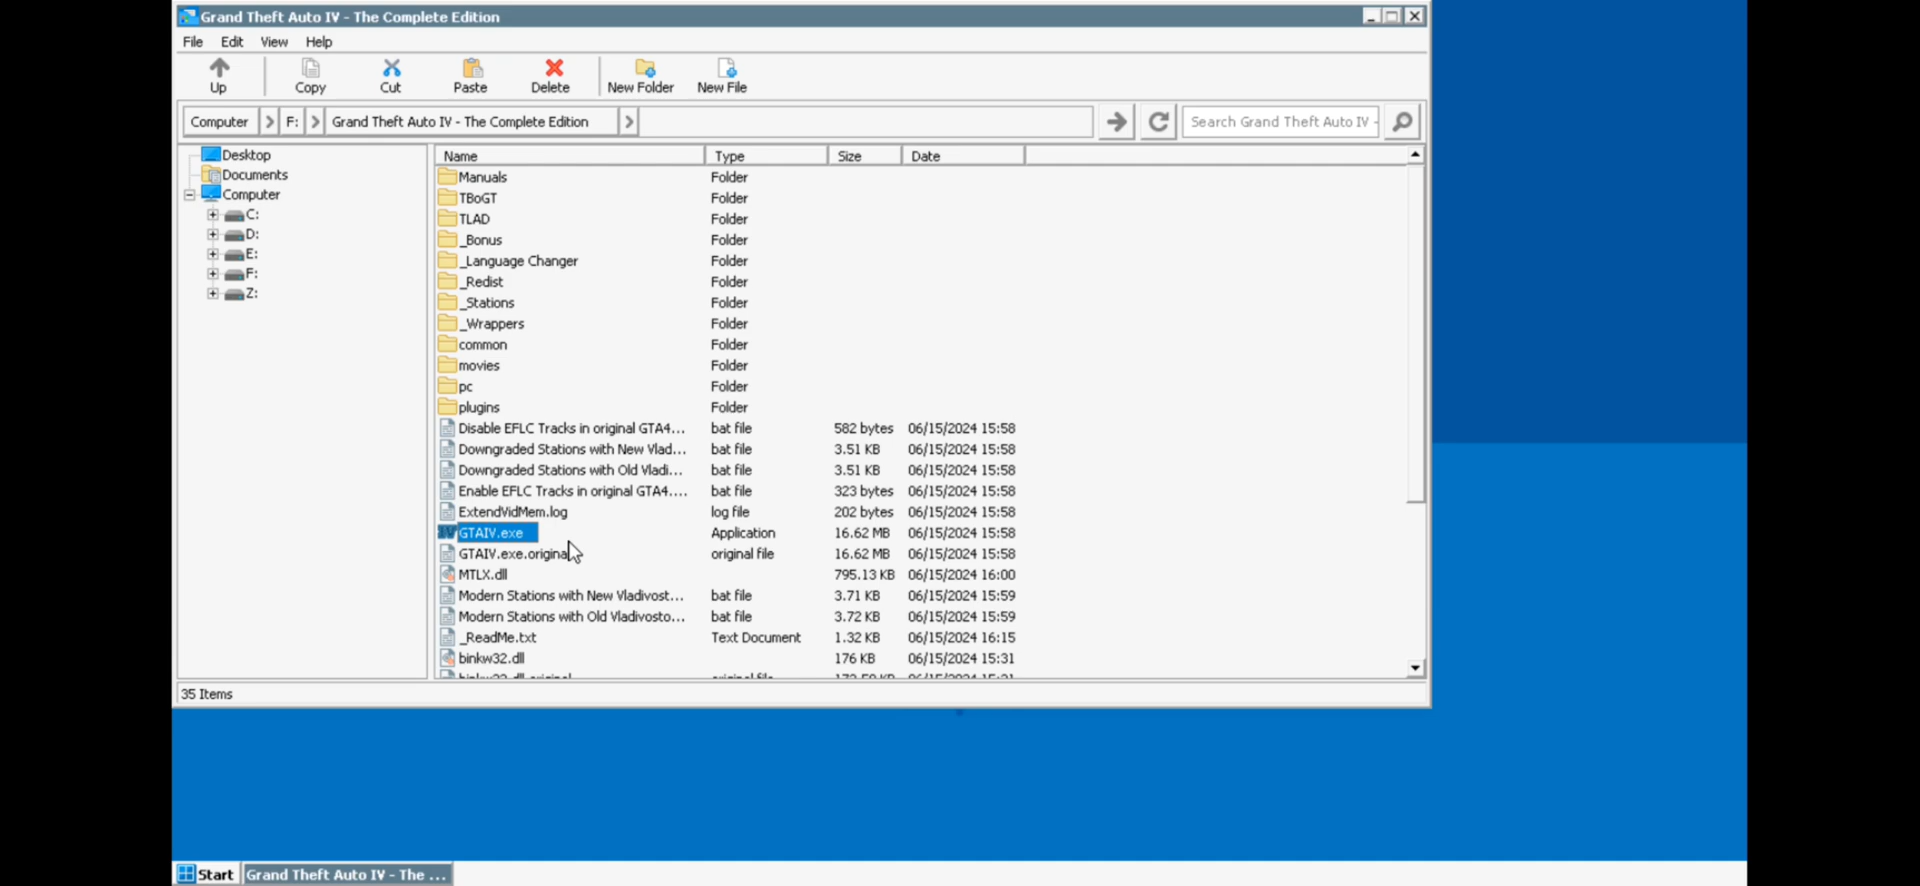 Grand Theft Auto IV - The Complete Edition
File Edit View Help
Up Copy Cut Paste Delete New Folder New File
Computer F: Grand Theft Auto IV - The Complete Edition Search Grand Theft Auto IV -
Desktop
Documents
Computer
C:
D:
E:
F:
Z:
Name Type Size Date
Manuals Folder
TBoGT Folder
TLAD Folder
_Bonus Folder
_Language Changer Folder
_Redist Folder
_Stations Folder
_Wrappers Folder
common Folder
movies Folder
pc Folder
plugins Folder
Disable EFLC Tracks in original GTA4... bat file 582 bytes 06/15/2024 15:58
Downgraded Stations with New Vlad... bat file 3.51 KB 06/15/2024 15:58
Downgraded Stations with Old Vladi... bat file 3.51 KB 06/15/2024 15:58
Enable EFLC Tracks in original GTA4.... bat file 323 bytes 06/15/2024 15:58
ExtendVidMem.log log file 202 bytes 06/15/2024 15:58
GTAIV.exe Application 16.62 MB 06/15/2024 15:58
GTAIV.exe.original original file 16.62 MB 06/15/2024 15:58
MTLX.dll 795.13 KB 06/15/2024 16:00
Modern Stations with New Vladivost... bat file 3.71 KB 06/15/2024 15:59
Modern Stations with Old Vladivosto... bat file 3.72 KB 06/15/2024 15:59
_ReadMe.txt Text Document 1.32 KB 06/15/2024 16:15
binkw32.dll 176 KB 06/15/2024 15:31
35 Items
Start Grand Theft Auto IV - The ...